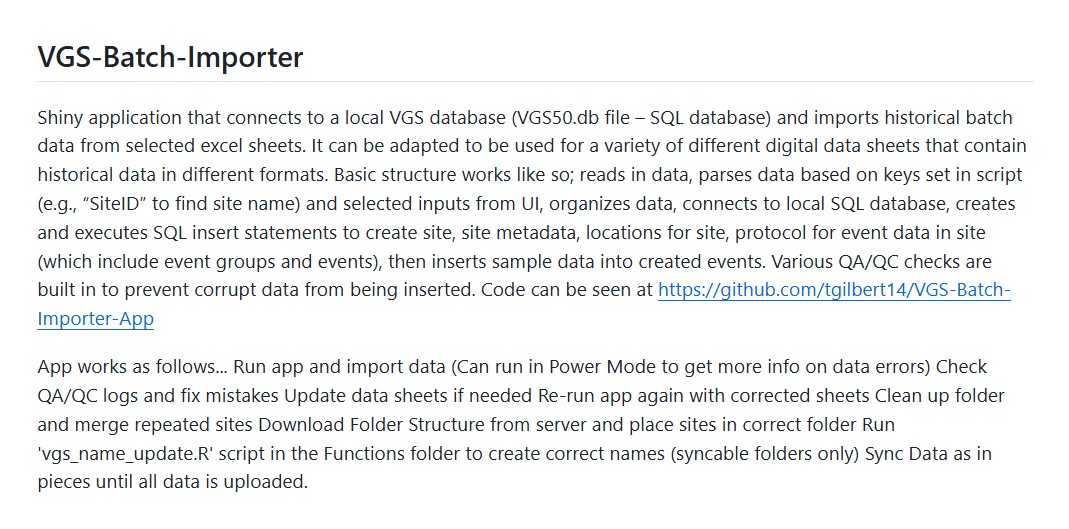 VGS-Batch-Importer
Shiny application that connects to a local VGS database (VGS50.db file – SQL database) and imports historical batch
data from selected excel sheets. It can be adapted to be used for a variety of different digital data sheets that contain
historical data in different formats. Basic structure works like so; reads in data, parses data based on keys set in script
(e.g., “SiteID” to find site name) and selected inputs from UI, organizes data, connects to local SQL database, creates
and executes SQL insert statements to create site, site metadata, locations for site, protocol for event data in site
(which include event groups and events), then inserts sample data into created events. Various QA/QC checks are
built in to prevent corrupt data from being inserted. Code can be seen at https://github.com/tgilbert14/VGS-Batch-
Importer-App
App works as follows... Run app and import data (Can run in Power Mode to get more info on data errors) Check
QA/QC logs and fix mistakes Update data sheets if needed Re-run app again with corrected sheets Clean up folder
and merge repeated sites Download Folder Structure from server and place sites in correct folder Run
'vgs_name_update.R' script in the Functions folder to create correct names (syncable folders only) Sync Data as in
pieces until all data is uploaded.